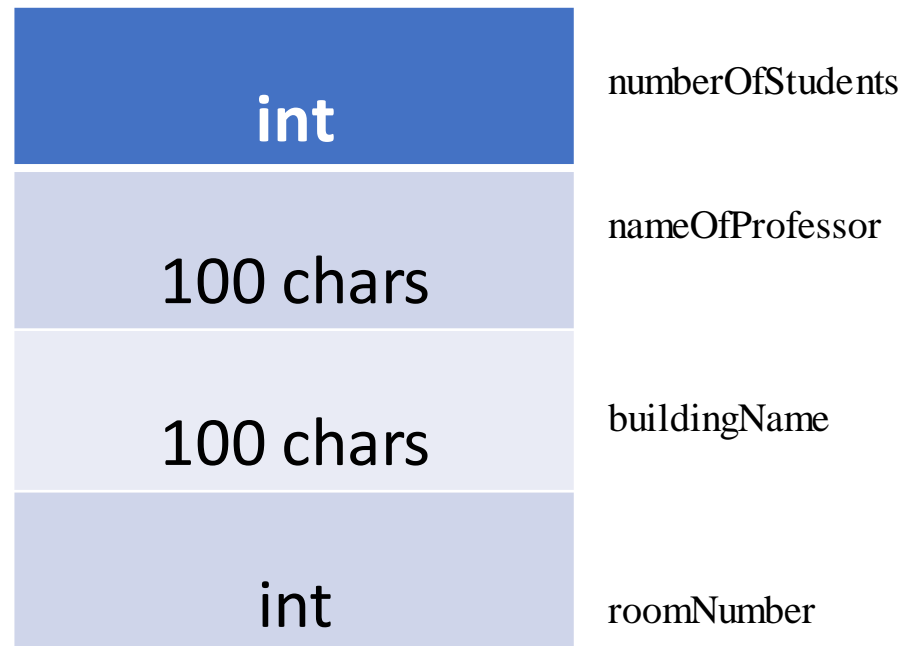 int
numberOfStudents
100 chars
nameOfProfessor
100 chars
buildingName
int
roomNumber